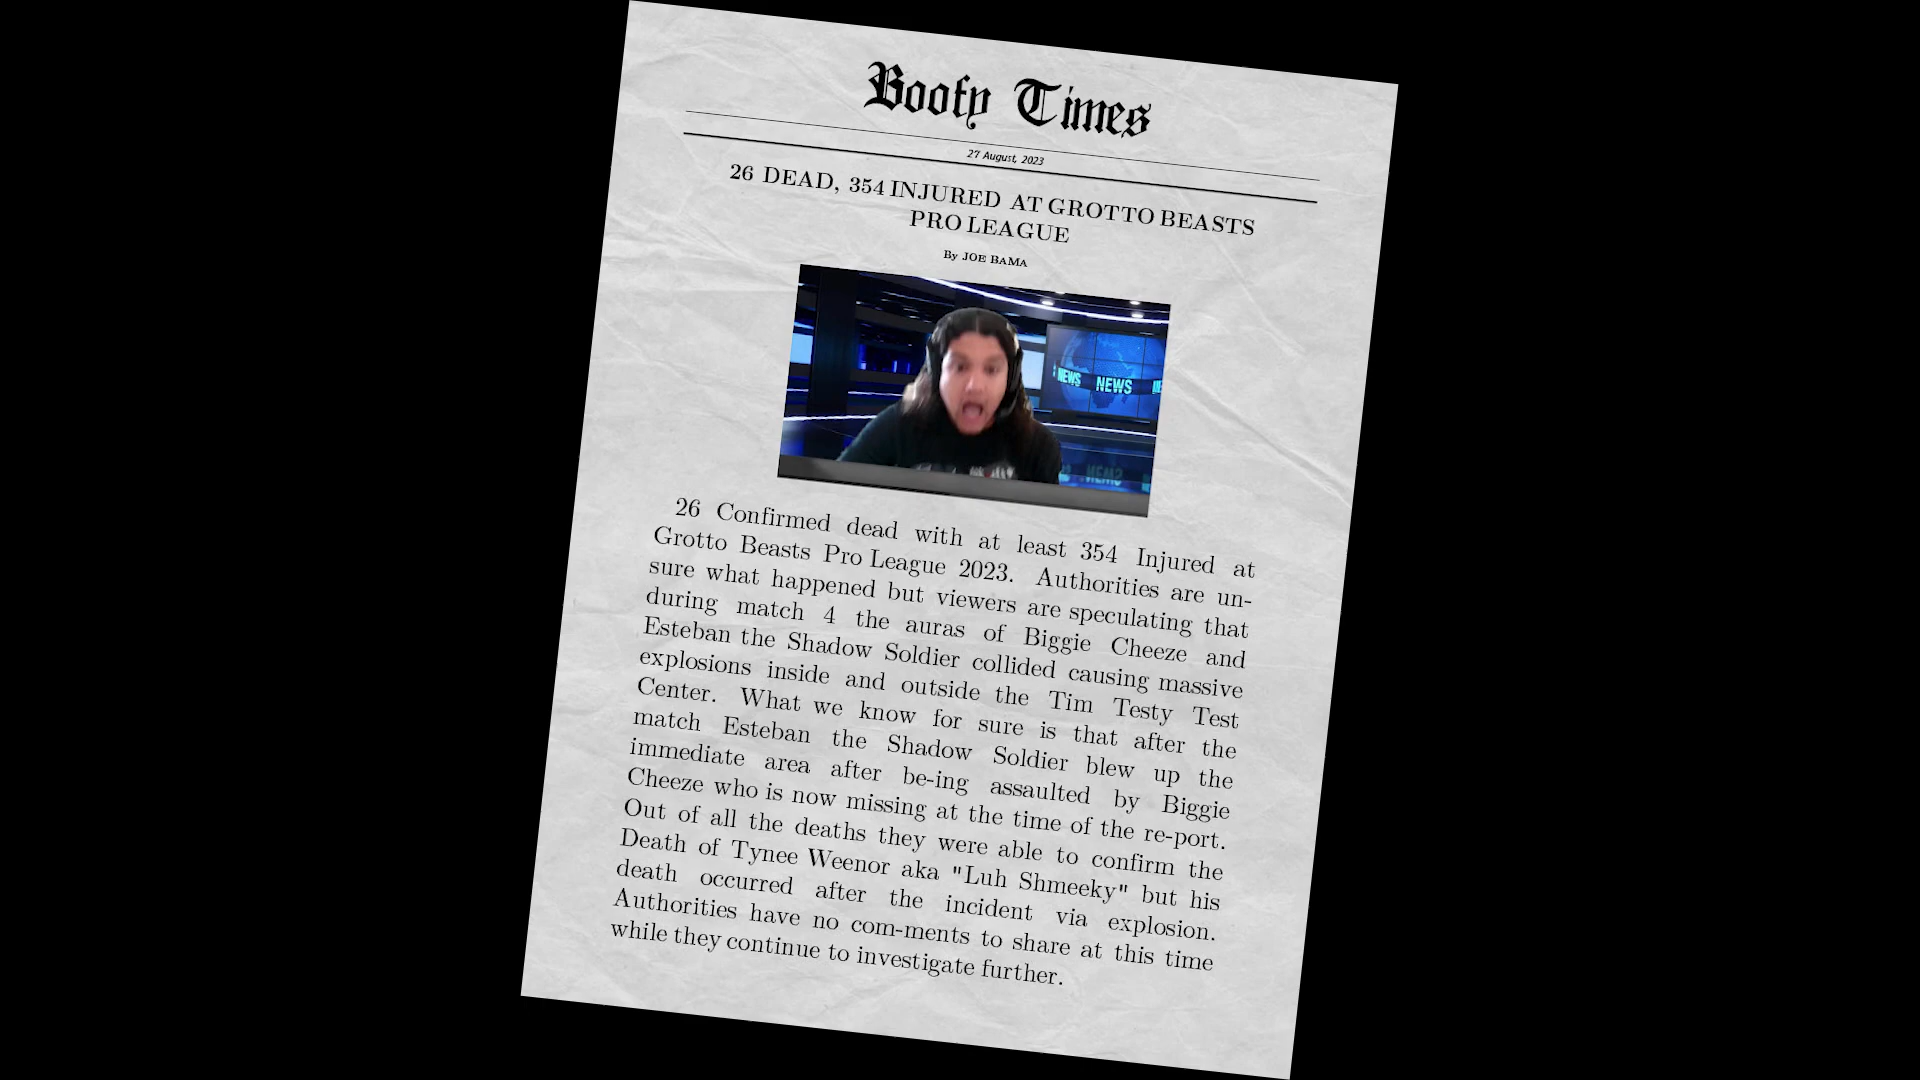 Boofy Times
27 August, 2023
26 DEAD, 354 INJURED AT GROTTO BEASTS
PRO LEAGUE
By JOE BAMA
NEWS NEWS NE
NEWS
26 Confirmed dead with at least 354 Injured at
Grotto Beasts Pro League 2023. Authorities are un-
sure what happened but viewers are speculating that
during match 4 the auras of Biggie Cheeze and
Esteban the Shadow Soldier collided causing massive
explosions inside and outside the Tim Testy Test
Center. What we know for sure is that after the
match Esteban the Shadow Soldier blew up the
immediate area after be-ing assaulted by Biggie
Cheeze who is now missing at the time of the re-port.
Out of all the deaths they were able to confirm the
Death of Tynee Weenor aka "Luh Shmeeky" but his
death occurred after the incident via explosion.
Authorities have no com-ments to share at this time
while they continue to investigate further.